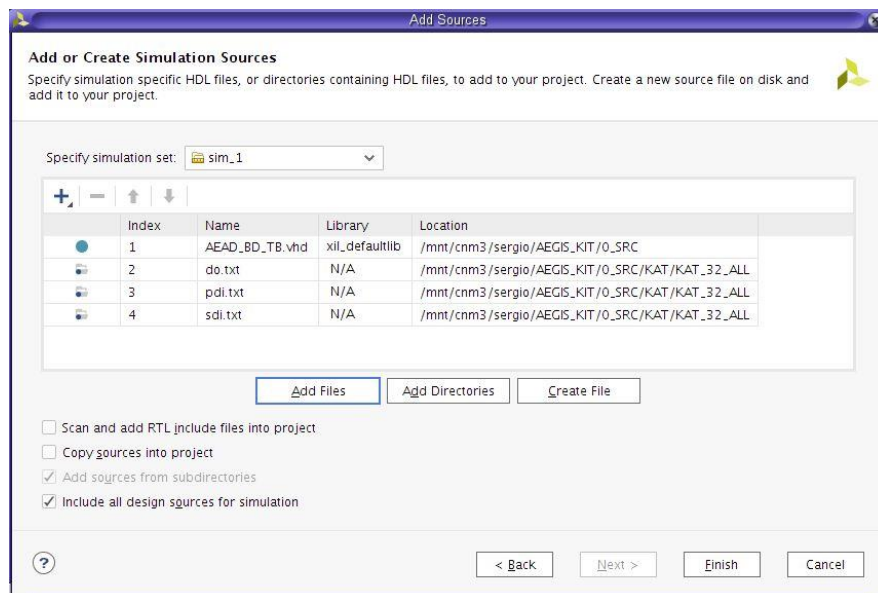 Add Sources
Add or Create Simulation Sources
Specify simulation specific HDL files, or directories containing HDL files, to add to your project. Create a new source file on disk and
add it to your project.
Specify simulation set: sim_1
Index Name Library Location
1 AEAD_BD_TB.vhd xil_defaultlib /mnt/cnm3/sergio/AEGIS_KIT/0_SRC
2 do.txt N/A /mnt/cnm3/sergio/AEGIS_KIT/0_SRC/KAT/KAT_32_ALL
3 pdi.txt N/A /mnt/cnm3/sergio/AEGIS_KIT/0_SRC/KAT/KAT_32_ALL
4 sdi.txt N/A /mnt/cnm3/sergio/AEGIS_KIT/0_SRC/KAT/KAT_32_ALL
Add Files Add Directories Create File
Scan and add RTL include files into project
Copy sources into project
Add sources from subdirectories
Include all design sources for simulation
? < Back Next > Finish Cancel